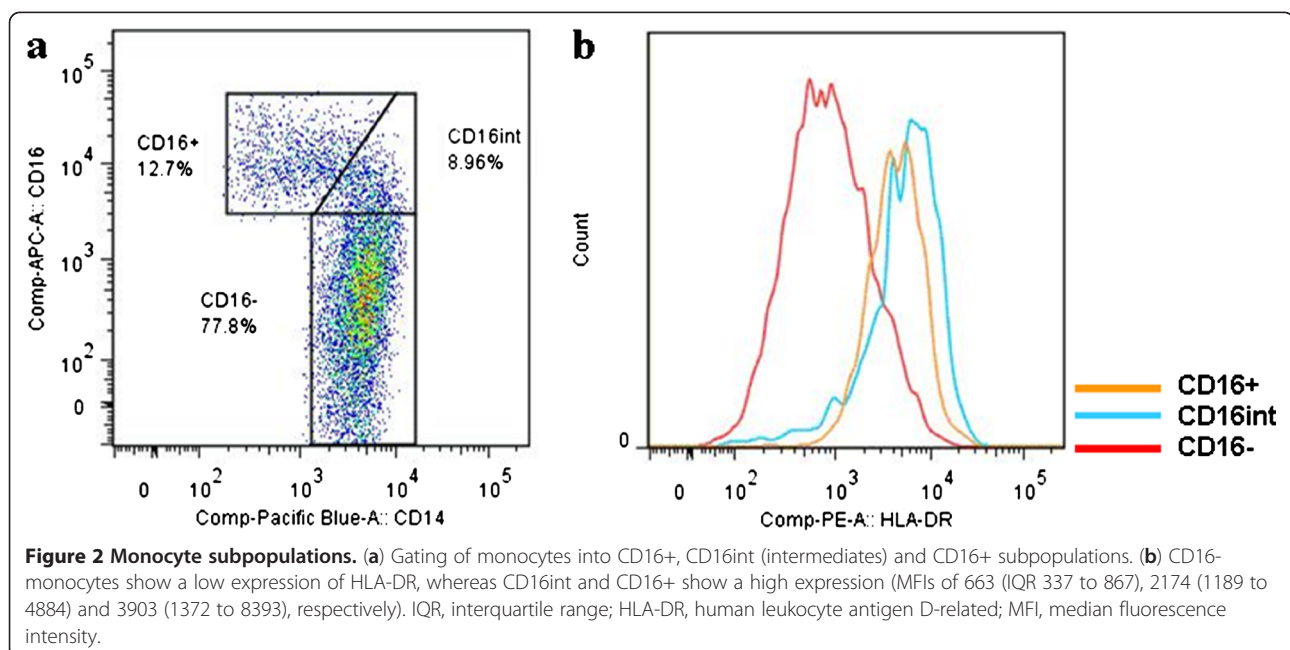 a
b
10^5
10^4
10^3
10^2
0
Comp-APC-A:: CD16
CD16+
12.7%
CD16int
8.96%
CD16-
77.8%
0 10^2 10^3 10^4 10^5
Comp-Pacific Blue-A:: CD14
Count
0
0 10^2 10^3 10^4 10^5
Comp-PE-A:: HLA-DR
CD16+
CD16int
CD16-
Figure 2 Monocyte subpopulations. (a) Gating of monocytes into CD16+, CD16int (intermediates) and CD16+ subpopulations. (b) CD16-
monocytes show a low expression of HLA-DR, whereas CD16int and CD16+ show a high expression (MFIs of 663 (IQR 337 to 867), 2174 (1189 to
4884) and 3903 (1372 to 8393), respectively). IQR, interquartile range; HLA-DR, human leukocyte antigen D-related; MFI, median fluorescence
intensity.